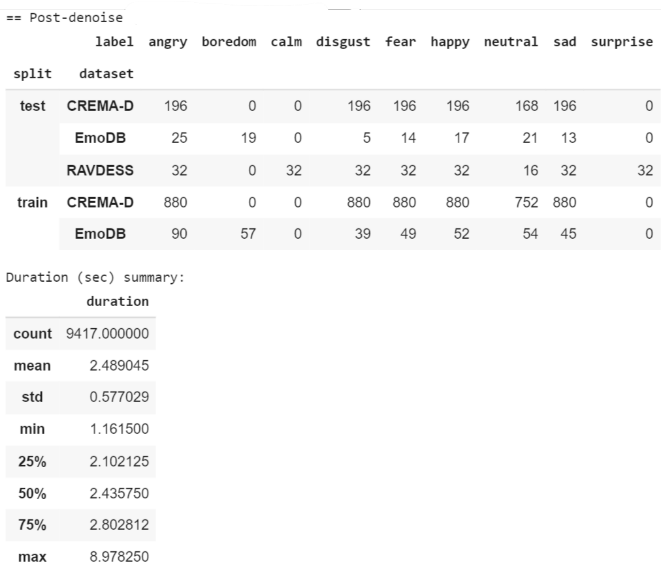 == Post-denoise
label angry boredom calm disgust fear happy neutral sad surprise
split dataset
test CREMA-D 196 0 0 196 196 196 168 196 0
EmoDB 25 19 0 5 14 17 21 13 0
RAVDESS 32 0 32 32 32 32 16 32 32
train CREMA-D 880 0 0 880 880 880 752 880 0
EmoDB 90 57 0 39 49 52 54 45 0
Duration (sec) summary:
duration
count 9417.000000
mean 2.489045
std 0.577029
min 1.161500
25% 2.102125
50% 2.435750
75% 2.802812
max 8.978250